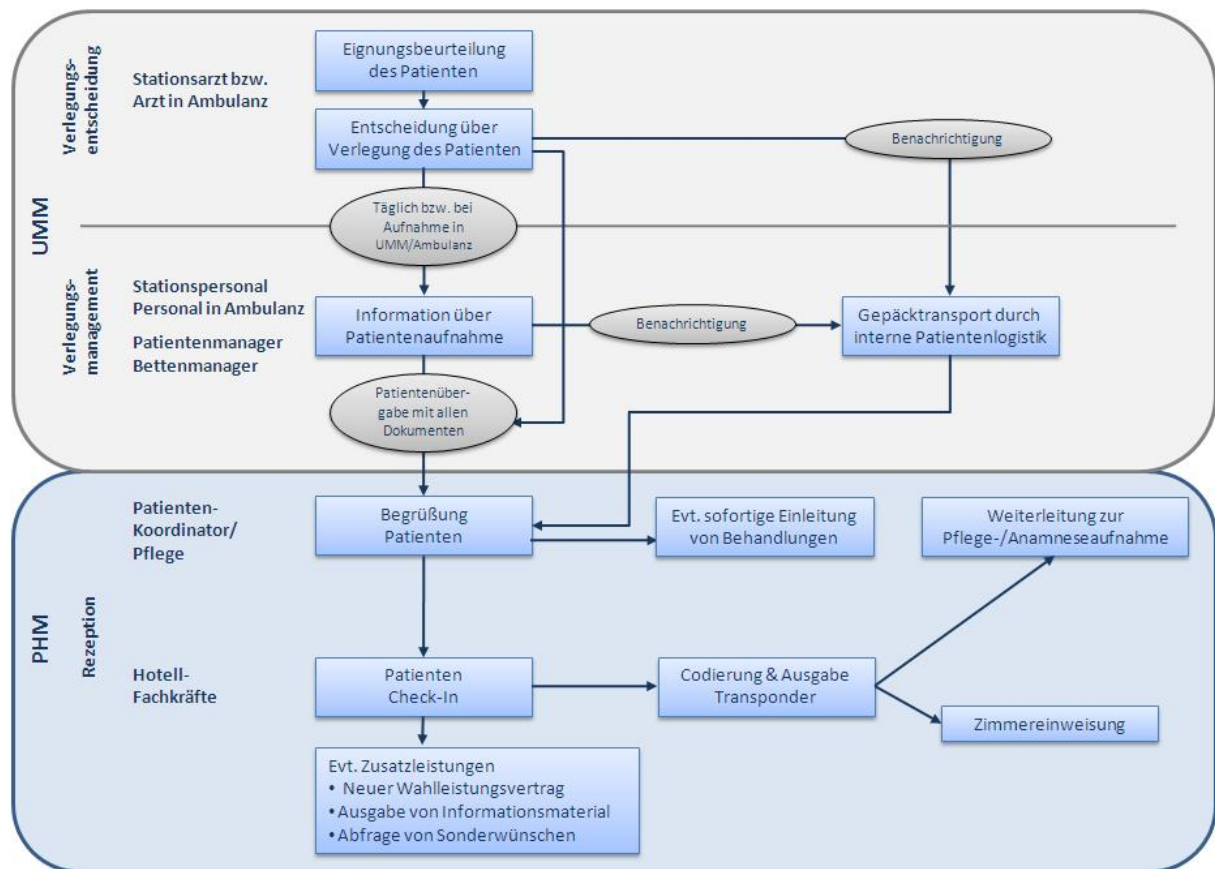 UMM
Verlegungs-
entscheidung
Stationsarzt bzw.
Arzt in Ambulanz
Eignungsbeurteilung
des Patienten
Entscheidung über
Verlegung des Patienten
Benachrichtigung
Täglich bzw. bei
Aufnahme in
UMM/Ambulanz
Verlegungs-
management
Stationspersonal
Personal in Ambulanz
Patientenmanager
Bettenmanager
Information über
Patientenaufnahme
Benachrichtigung
Gepäcktransport durch
interne Patientenlogistik
Patientenüber-
gabe mit allen
Dokumenten
PHM
Rezeption
Patienten-
Koordinator/
Pflege
Begrüßung
Patienten
Evt. sofortige Einleitung
von Behandlungen
Weiterleitung zur
Pflege-/Anamneseaufnahme
Hotell-
Fachkräfte
Patienten
Check-In
Codierung & Ausgabe
Transponder
Zimmereinweisung
Evt. Zusatzleistungen
• Neuer Wahlleistungsvertrag
• Ausgabe von Informationsmaterial
• Abfrage von Sonderwünschen